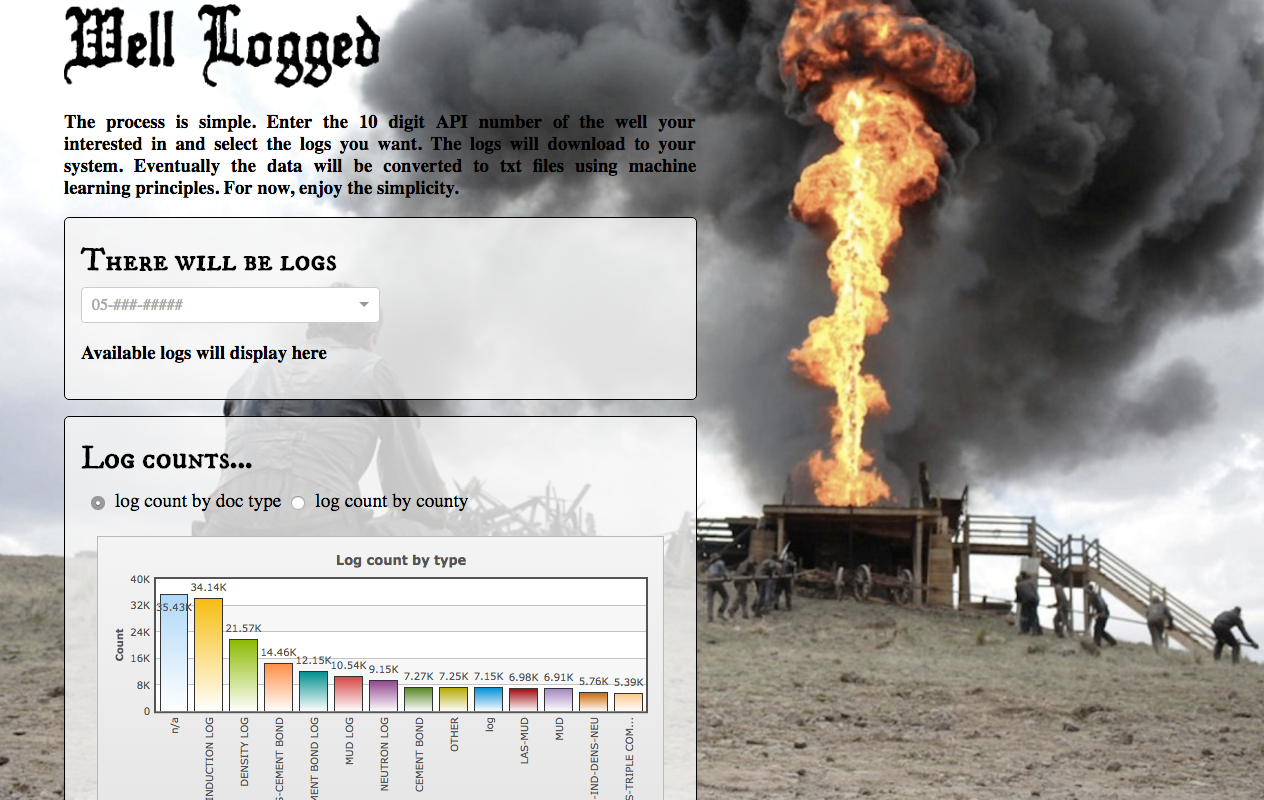 Well Logged
The process is simple. Enter the 10 digit API number of the well your
interested in and select the logs you want. The logs will download to your
system. Eventually the data will be converted to txt files using machine
learning principles. For now, enjoy the simplicity.
There will be logs
05-###-#####
Available logs will display here
Log counts...
log count by doc type log count by county
Log count by type
40K
32K
24K
16K
8K
0
Count
35.43K
34.14K
21.57K
14.46K
12.15K
10.54K
9.15K
7.27K
7.25K
7.15K
6.98K
6.91K
5.76K
5.39K
n/a
INDUCTION LOG
DENSITY LOG
S-CEMENT BOND
MENT BOND LOG
MUD LOG
NEUTRON LOG
CEMENT BOND
OTHER
log
LAS-MUD
MUD
-IND-DENS-NEU
S-TRIPLE COM...